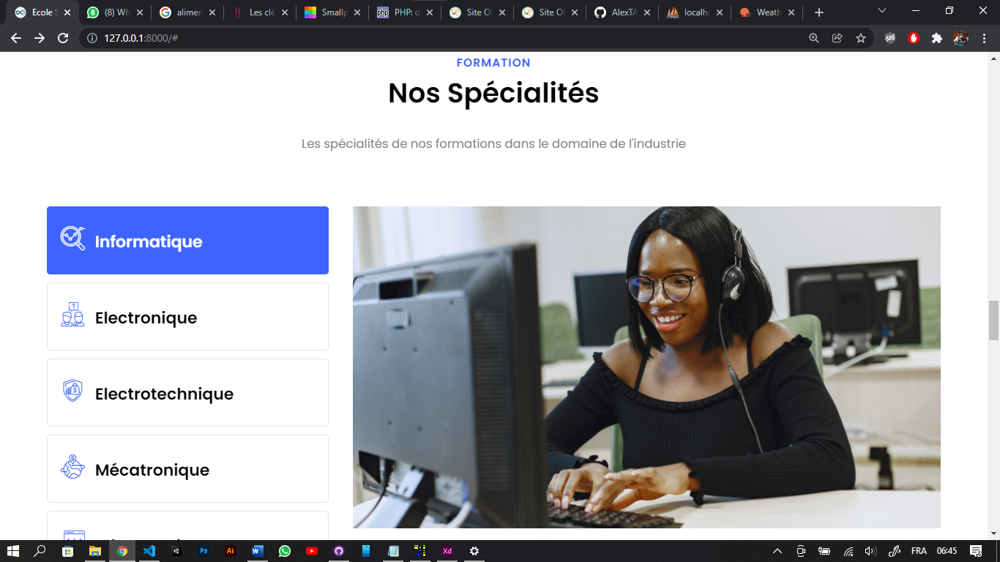 Ecole S
(8) Wh
alimen
Les clé
Smallp
PHP: d
Site Of
Site Of
AlexTA
localho
Weath
127.0.0.1:8000/#
FORMATION
Nos Spécialités
Les spécialités de nos formations dans le domaine de l'industrie
Informatique
Electronique
Electrotechnique
Mécatronique
FRA
06:45